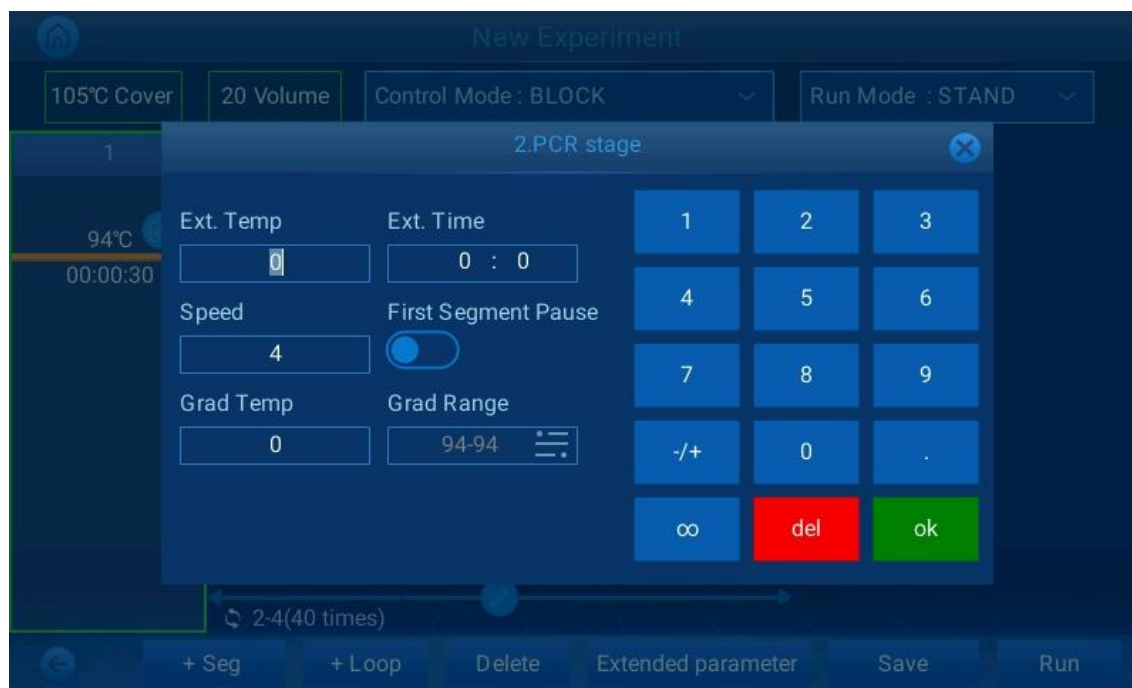 New Experiment
105℃ Cover 20 Volume Control Mode : BLOCK Run Mode : STAND
1 2.PCR stage
Ext. Temp Ext. Time 1 2 3
94℃ 0 0 : 0
00:00:30
Speed First Segment Pause 4 5 6
4
7 8 9
Grad Temp Grad Range
0 94-94 -/+ 0 .
∞ del ok
2-4(40 times)
+ Seg + Loop Delete Extended parameter Save Run